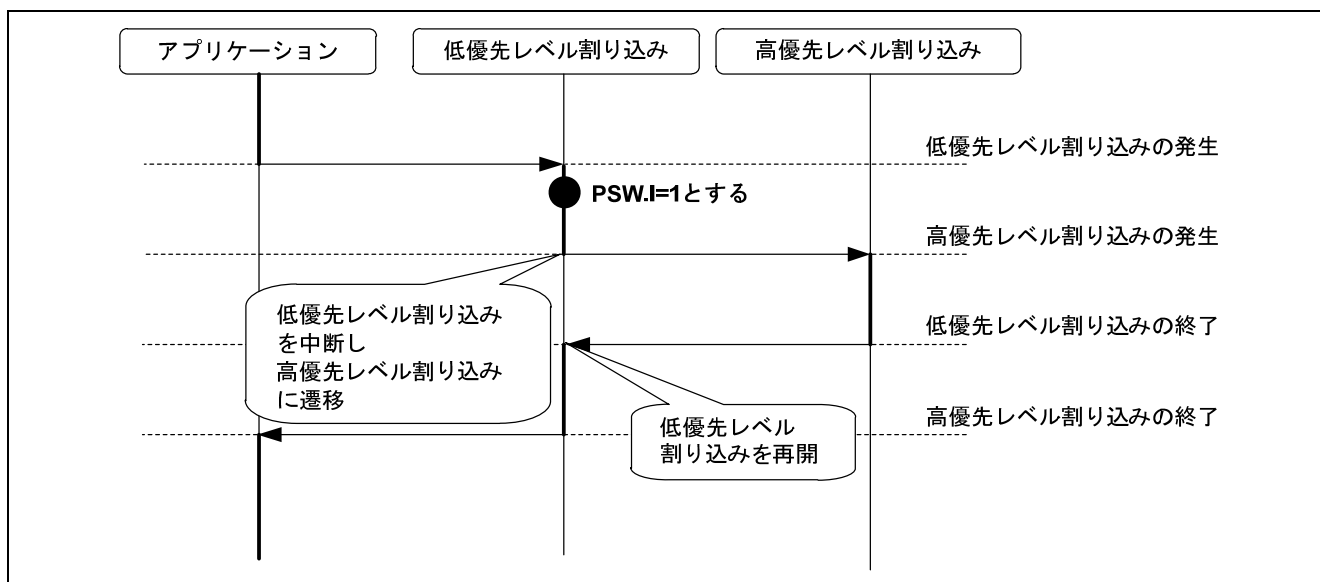 アプリケーション
低優先レベル割り込み
高優先レベル割り込み
低優先レベル割り込みの発生
PSW.I=1とする
高優先レベル割り込みの発生
低優先レベル割り込み
を中断し
高優先レベル割り込み
に遷移
低優先レベル割り込みの終了
高優先レベル割り込みの終了
低優先レベル
割り込みを再開